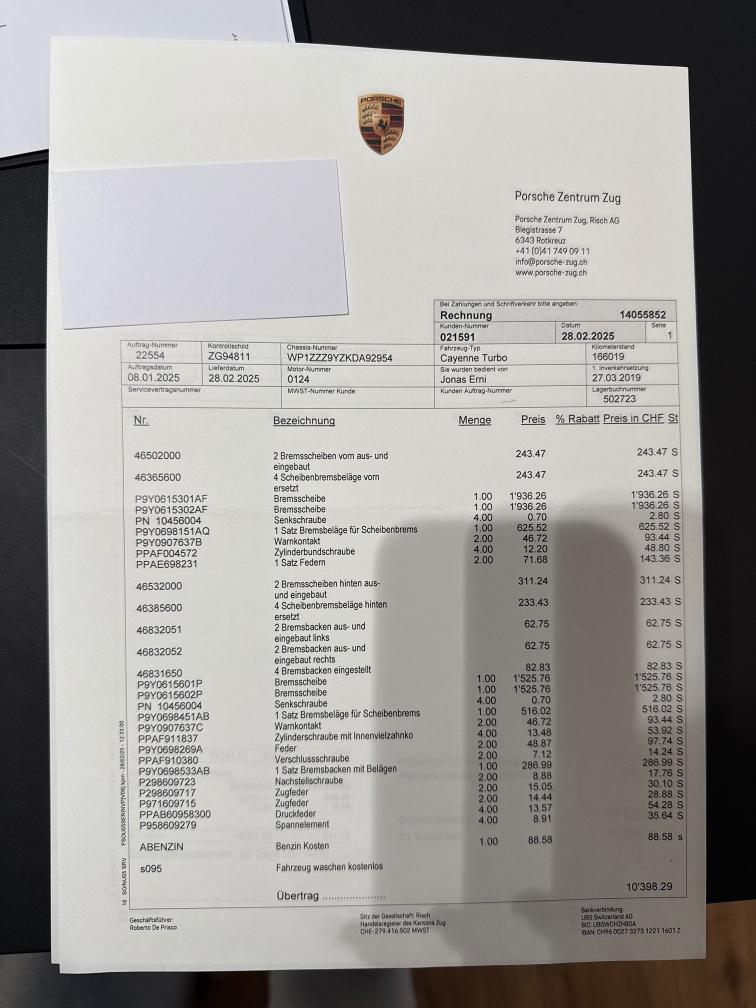 PORSCHE
Porsche Zentrum Zug
Porsche Zentrum Zug, Risch AG
Blegistrasse 7
6343 Rotkreuz
+41 (0)41 749 09 11
info@porsche-zug.ch
www.porsche-zug.ch
Bei Zahlungen und Schriftverkehr bitte angeben
Rechnung 14055852
Kunden-Nummer Datum Seite
021591 28.02.2025 1
Auftrag-Nummer Kontrollschild Chassis-Nummer Fahrzeug-Typ Kilometerstand
22554 ZG94811 WP1ZZZ9YZKDA92954 Cayenne Turbo 166019
Auftragsdatum Lieferdatum Motor-Nummer Sie wurden bedient von 1. Inverkehrsetzung
08.01.2025 28.02.2025 0124 Jonas Erni 27.03.2019
Servicevertragsnummer MWST-Nummer Kunde Kunden Auftrag-Nummer Lagerbuchnummer
502723
Nr. Bezeichnung Menge Preis % Rabatt Preis in CHF St
46502000 2 Bremsscheiben vorn aus- und 243.47 243.47 S
eingebaut
46365600 4 Scheibenbremsbeläge vorn 243.47 243.47 S
ersetzt
P9Y0615301AF Bremsscheibe 1.00 1'936.26 1'936.26 S
P9Y0615302AF Bremsscheibe 1.00 1'936.26 1'936.26 S
PN 10456004 Senkschraube 4.00 0.70 2.80 S
P9Y0698151AQ 1 Satz Bremsbeläge für Scheibenbrems 1.00 625.52 625.52 S
P9Y0907637B Warnkontakt 2.00 46.72 93.44 S
PPAF004572 Zylinderbundschraube 4.00 12.20 48.80 S
PPAE698231 1 Satz Federn 2.00 71.68 143.36 S
46532000 2 Bremsscheiben hinten aus- 311.24 311.24 S
und eingebaut
46385600 4 Scheibenbremsbeläge hinten 233.43 233.43 S
ersetzt
46832051 2 Bremsbacken aus- und 62.75 62.75 S
eingebaut links
46832052 2 Bremsbacken aus- und 62.75 62.75 S
eingebaut rechts
46831650 4 Bremsbacken eingestellt 82.83 82.83 S
P9Y0615601P Bremsscheibe 1.00 1'525.76 1'525.76 S
P9Y0615602P Bremsscheibe 1.00 1'525.76 1'525.76 S
PN 10456004 Senkschraube 4.00 0.70 2.80 S
P9Y0698451AB 1 Satz Bremsbeläge für Scheibenbrems 1.00 516.02 516.02 S
P9Y0907637C Warnkontakt 2.00 46.72 93.44 S
PPAF911837 Zylinderschraube mit Innenvielzahnko 4.00 13.48 53.92 S
P9Y0698269A Feder 2.00 48.87 97.74 S
PPAF910380 Verschlussschraube 2.00 7.12 14.24 S
P9Y0698533AB 1 Satz Bremsbacken mit Belägen 1.00 286.99 286.99 S
P298609723 Nachstellschraube 2.00 8.88 17.76 S
P298609717 Zugfeder 2.00 15.05 30.10 S
P971609715 Zugfeder 2.00 14.44 28.88 S
PPAB60958300 Druckfeder 4.00 13.57 54.28 S
P958609279 Spannelement 4.00 8.91 35.64 S
ABENZIN Benzin Kosten 1.00 88.58 88.58 s
s095 Fahrzeug waschen kostenlos
Übertrag ..................... 10'398.29
Geschäftsführer:
Roberto De Prisco
Sitz der Gesellschaft: Risch
Handelsregister des Kantons Zug
CHE-279.416.502 MWST
Bankverbindung:
UBS Switzerland AG
BIC: UBSWCHZH80A
IBAN: CH96 0027 3273 1221 1601 Z